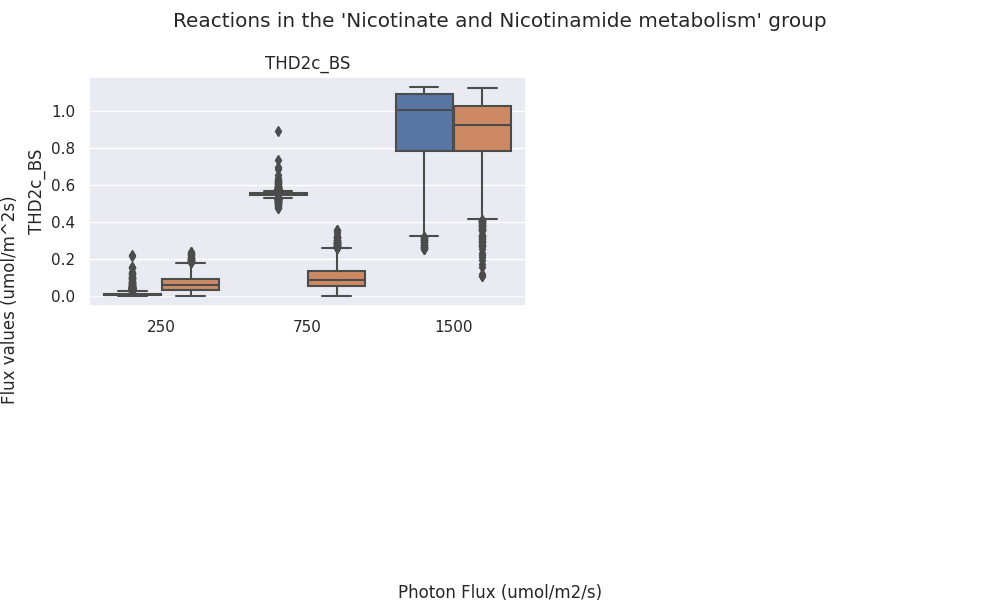 Reactions in the 'Nicotinate and Nicotinamide metabolism' group
THD2c_BS
1.0
0.8
0.6
0.4
0.2
0.0
THD2c_BS
Flux values (umol/m^2s)
250
750
1500
Photon Flux (umol/m2/s)